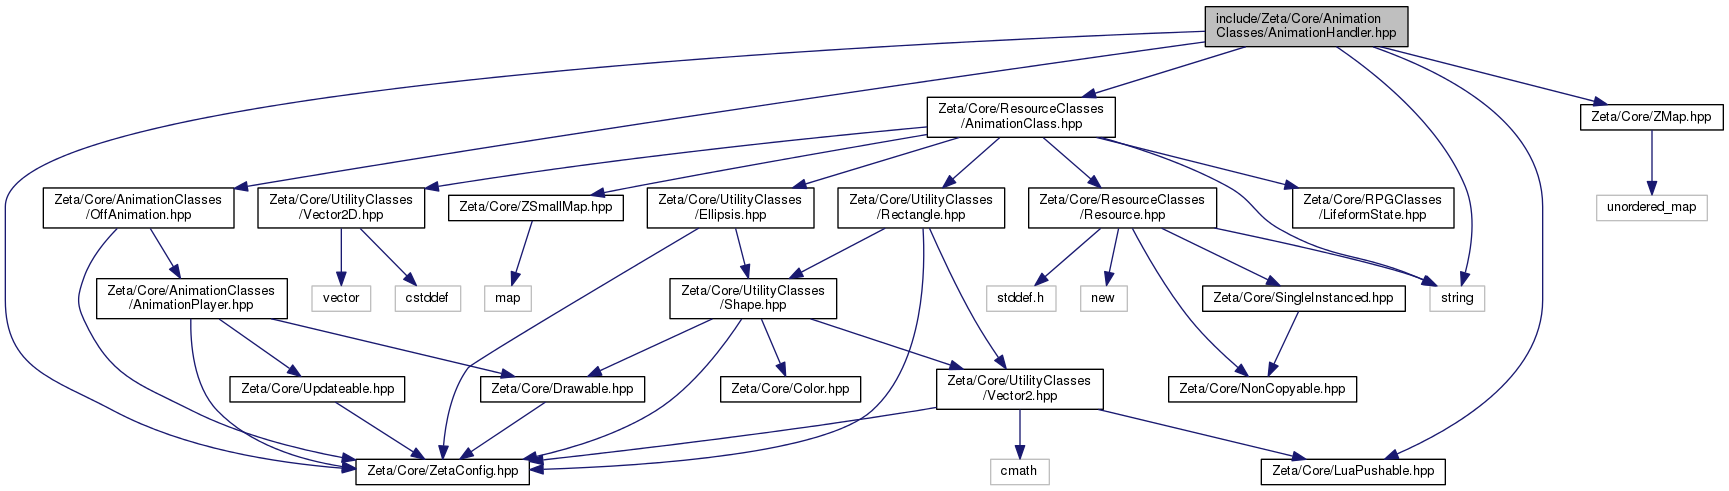 include/Zeta/Core/Animation
Classes/AnimationHandler.hpp
Zeta/Core/ResourceClasses
/AnimationClass.hpp
Zeta/Core/ZMap.hpp
Zeta/Core/AnimationClasses
/OffAnimation.hpp
Zeta/Core/UtilityClasses
/Vector2D.hpp
Zeta/Core/ZSmallMap.hpp
Zeta/Core/UtilityClasses
/Ellipsis.hpp
Zeta/Core/UtilityClasses
/Rectangle.hpp
Zeta/Core/ResourceClasses
/Resource.hpp
Zeta/Core/RPGClasses
/LifeformState.hpp
unordered_map
Zeta/Core/AnimationClasses
/AnimationPlayer.hpp
vector
cstddef
map
Zeta/Core/UtilityClasses
/Shape.hpp
stddef.h
new
Zeta/Core/SingleInstanced.hpp
string
Zeta/Core/Updateable.hpp
Zeta/Core/Drawable.hpp
Zeta/Core/Color.hpp
Zeta/Core/UtilityClasses
/Vector2.hpp
Zeta/Core/NonCopyable.hpp
Zeta/Core/ZetaConfig.hpp
cmath
Zeta/Core/LuaPushable.hpp